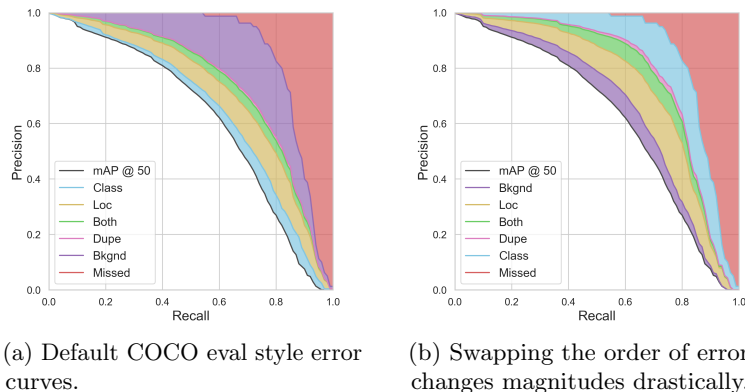 1.0
0.8
0.6
0.4
0.2
0.0
Precision
mAP @ 50
Class
Loc
Both
Dupe
Bkgnd
Missed
0.0 0.2 0.4 0.6 0.8 1.0
Recall
(a) Default COCO eval style error
curves.
1.0
0.8
0.6
0.4
0.2
0.0
Precision
mAP @ 50
Bkgnd
Loc
Both
Dupe
Class
Missed
0.0 0.2 0.4 0.6 0.8 1.0
Recall
(b) Swapping the order of error
changes magnitudes drastically.